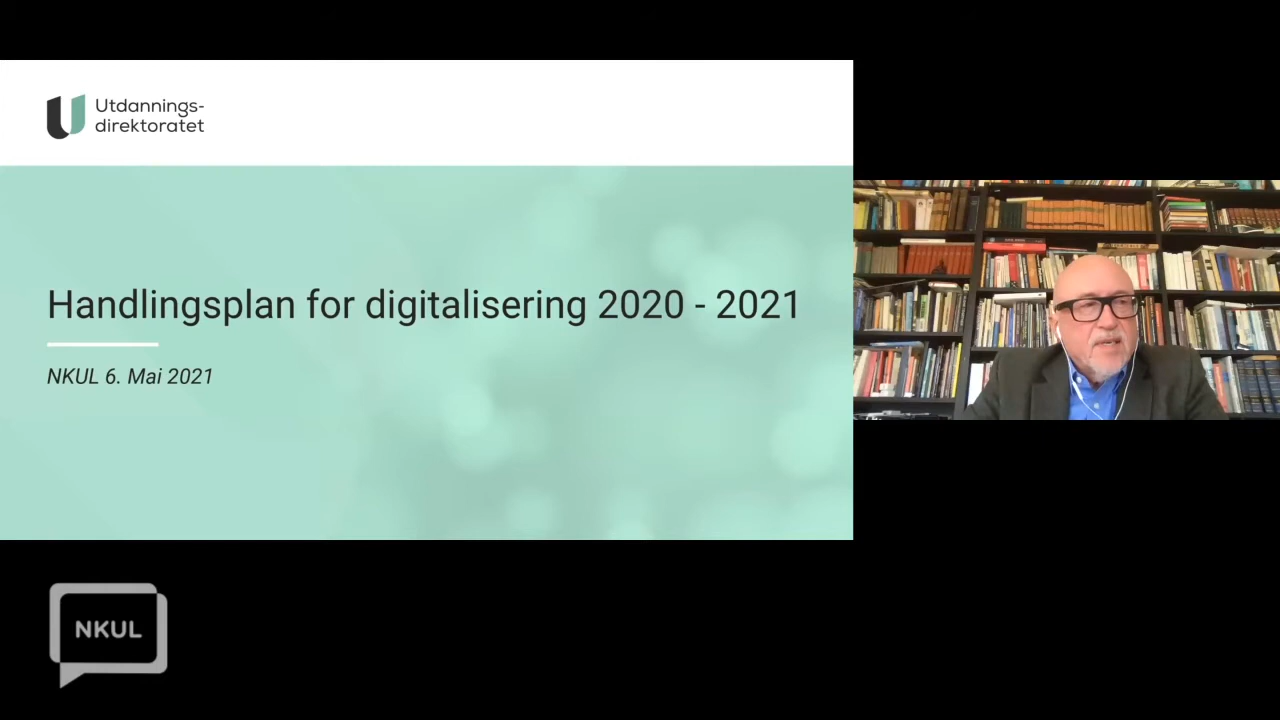 Utdannings-
direktoratet
Handlingsplan for digitalisering 2020 - 2021
NKUL 6. Mai 2021
NKUL